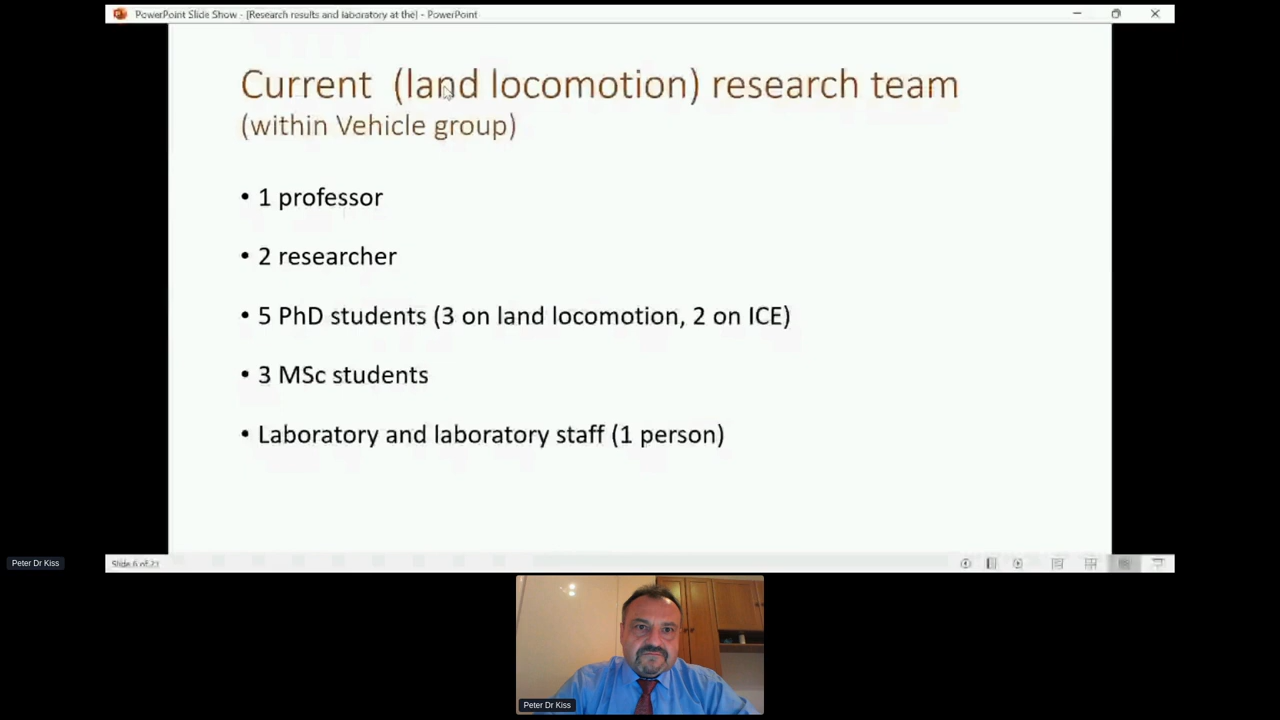 PowerPoint Slide Show - [Research results and laboratory at the] - PowerPoint
Current (land locomotion) research team
(within Vehicle group)
• 1 professor
• 2 researcher
• 5 PhD students (3 on land locomotion, 2 on ICE)
• 3 MSc students
• Laboratory and laboratory staff (1 person)
Peter Dr Kiss
Slide 6 of
Peter Dr Kiss